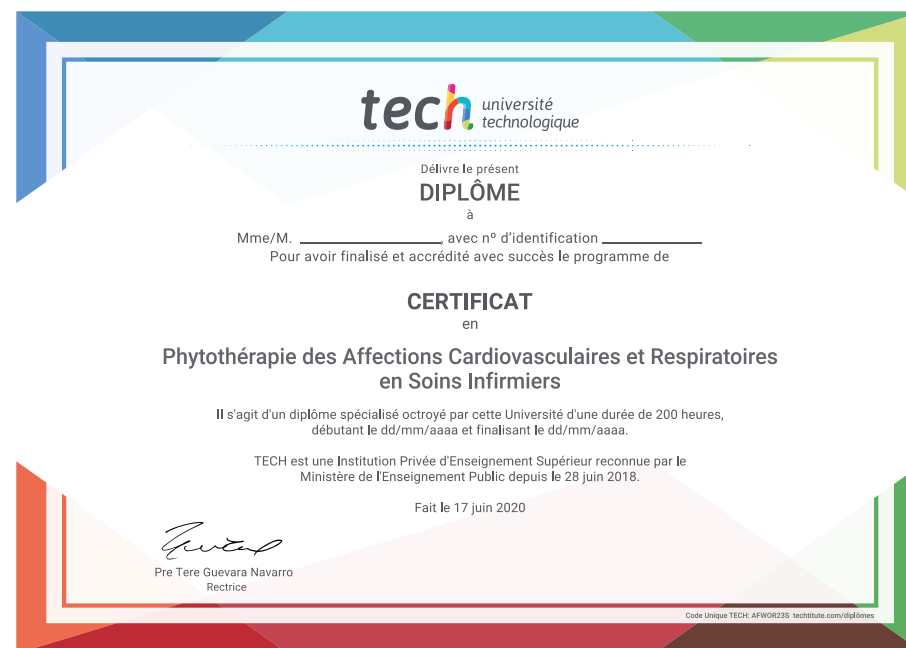 tech université
technologique
Délivre le présent
DIPLÔME
à
Mme/M. , avec nº d'identification
Pour avoir finalisé et accrédité avec succès le programme de
CERTIFICAT
en
Phytothérapie des Affections Cardiovasculaires et Respiratoires
en Soins Infirmiers
Il s'agit d'un diplôme spécialisé octroyé par cette Université d'une durée de 200 heures,
débutant le dd/mm/aaaa et finalisant le dd/mm/aaaa.
TECH est une Institution Privée d'Enseignement Supérieur reconnue par le
Ministère de l'Enseignement Public depuis le 28 juin 2018.
Fait le 17 juin 2020
Pre Tere Guevara Navarro
Rectrice
Code Unique TECH: AFWOR23S techtitute.com/diplômes